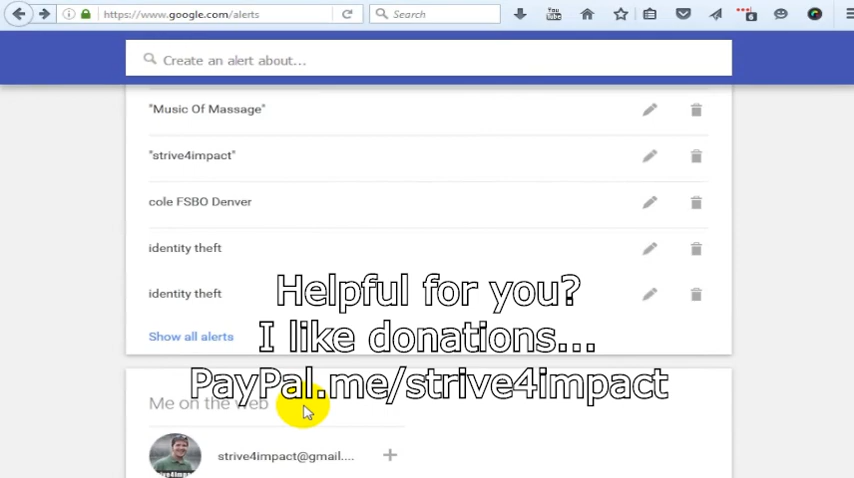 https://www.google.com/alerts
Search
You
Tube
Create an alert about...
"Music Of Massage"
"strive4impact"
cole FSBO Denver
identity theft
identity theft
Helpful for you?
Show all alerts
I like donations...
PayPal.me/strive4impact
Me on the web
strive4impact@gmail....